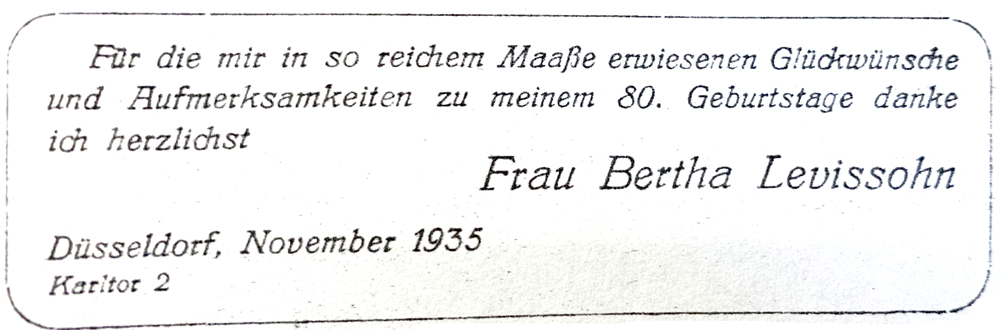 Für die mir in so reichem Maaße erwiesenen Glückwünsche
und Aufmerksamkeiten zu meinem 80. Geburtstage danke
ich herzlichst
Frau Bertha Levissohn
Düsseldorf, November 1935
Karltor 2